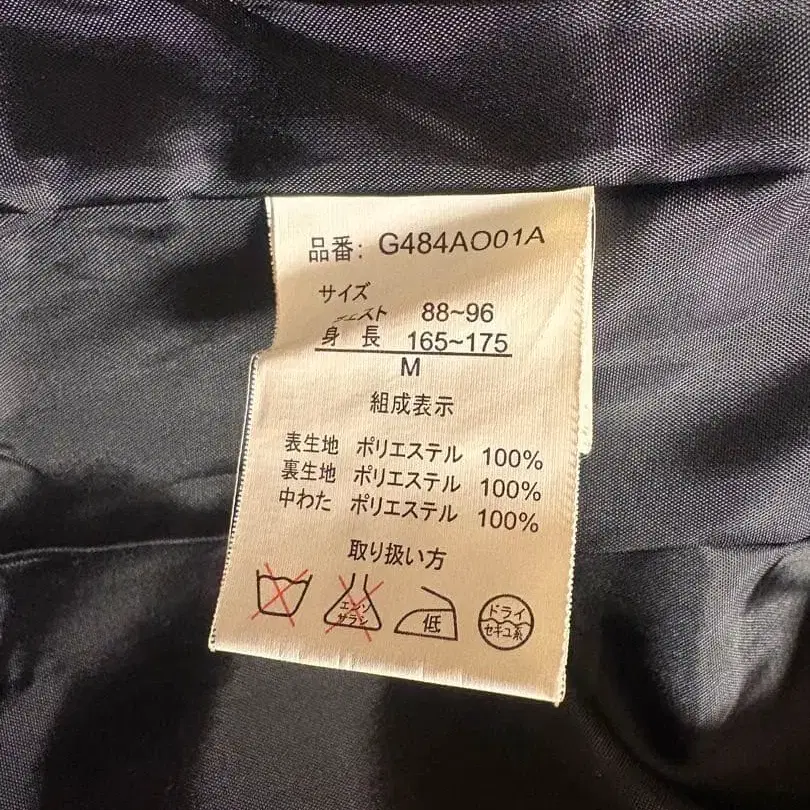 品番: G484AO01A
サイズ
チェスト 88~96
身 長 165~175
M
組成表示
表生地 ポリエステル 100%
裏生地 ポリエステル 100%
中わた ポリエステル 100%
取り扱い方
エンソ
サラシ
低
ドライ
セキユ系